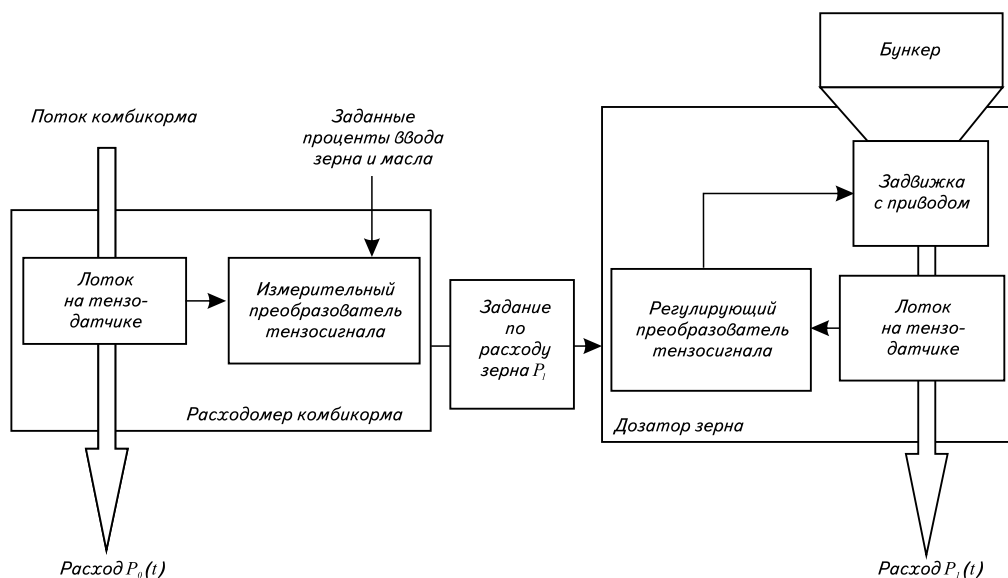 Бункер
Поток комбикорма
Заданные
проценты ввода
зерна и масла
Задвижка
с приводом
Лоток
на тензо-
датчике
Измерительный
преобразователь
тензосигнала
Задание
по
расходу
зерна P₁
Регулирующий
преобразователь
тензосигнала
Лоток
на тензо-
датчике
Расходомер комбикорма
Дозатор зерна
Расход P₀(t)
Расход P₁(t)